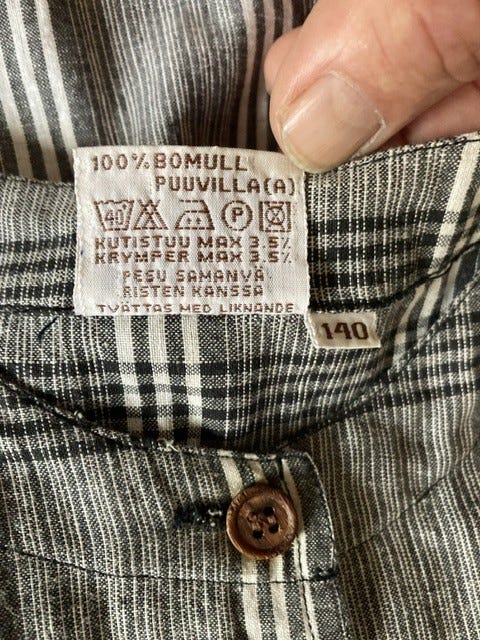 100% BOMULL
PUUVILLA(A)
40 P
KUTISTUU MAX 3.5%
KRYMPER MAX 3.5%
PESU SAMANVÄ
RISTEN KANSSA
TVÄTTAS MED LIKNANDE
140